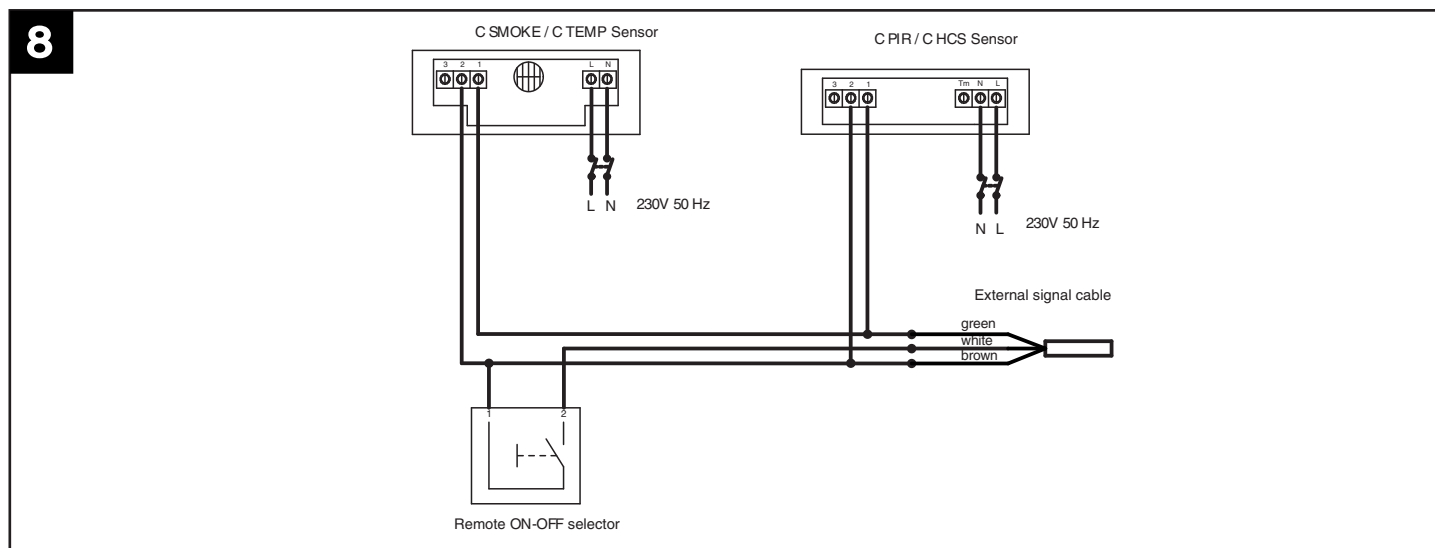 8
C SMOKE / C TEMP Sensor
C PIR / C HCS Sensor
3 2 1 L N
3 2 1 Tm N L
L N 230V 50 Hz
N L 230V 50 Hz
External signal cable
green
white
brown
1 2
Remote ON-OFF selector